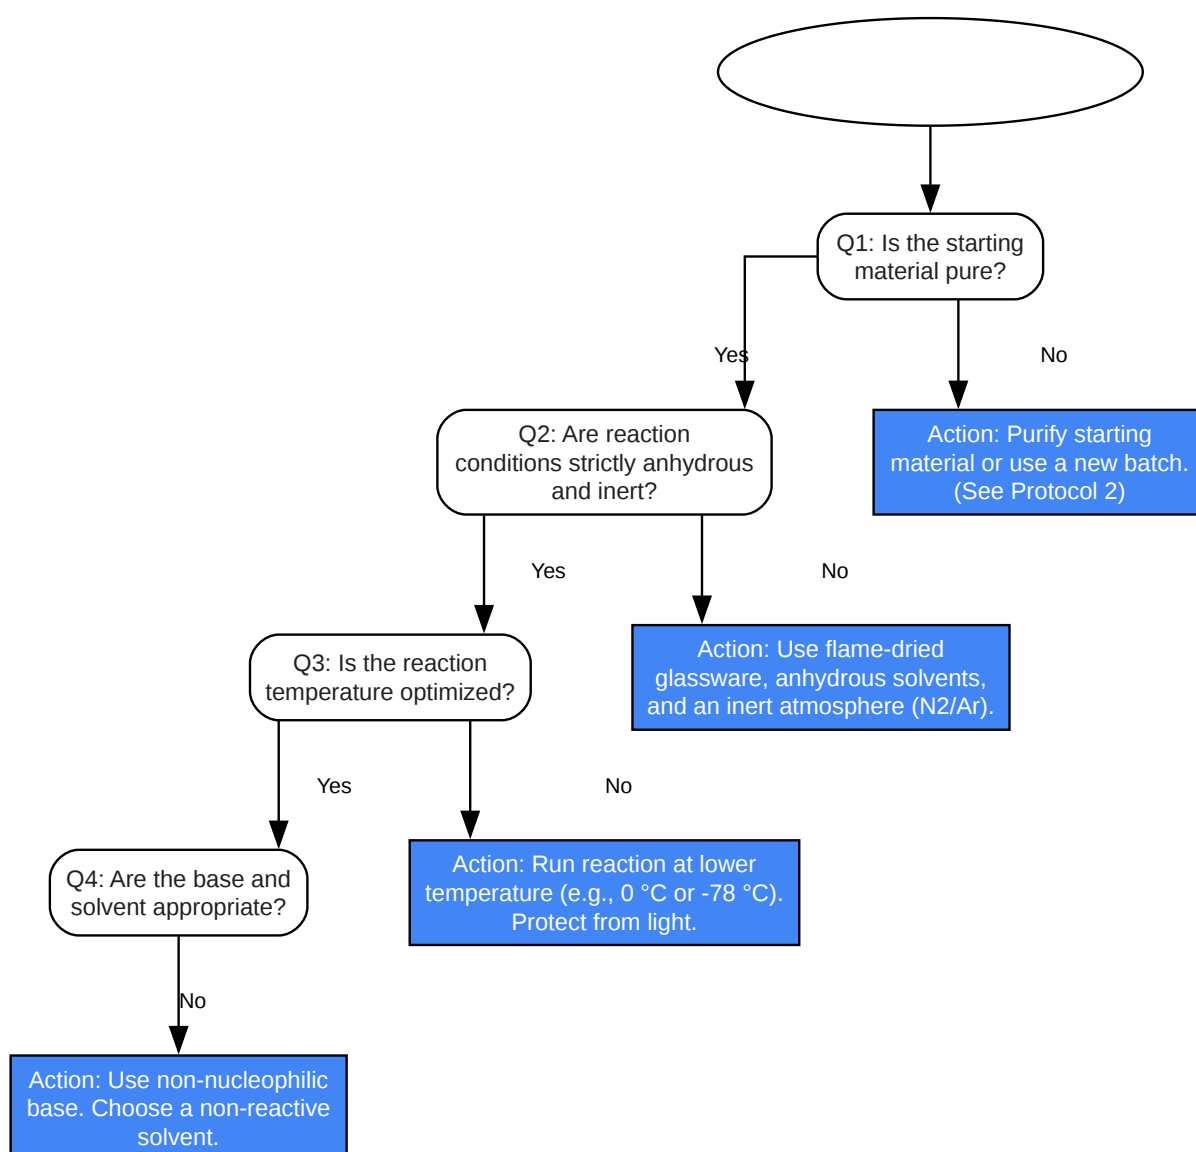 Q1: Is the starting
material pure?
Yes
No
Q2: Are reaction
conditions strictly anhydrous
and inert?
Action: Purify starting
material or use a new batch.
(See Protocol 2)
Yes
No
Q3: Is the reaction
temperature optimized?
Action: Use flame-dried
glassware, anhydrous solvents,
and an inert atmosphere (N2/Ar).
Yes
No
Q4: Are the base and
solvent appropriate?
Action: Run reaction at lower
temperature (e.g., 0 °C or -78 °C).
Protect from light.
No
Action: Use non-nucleophilic
base. Choose a non-reactive
solvent.